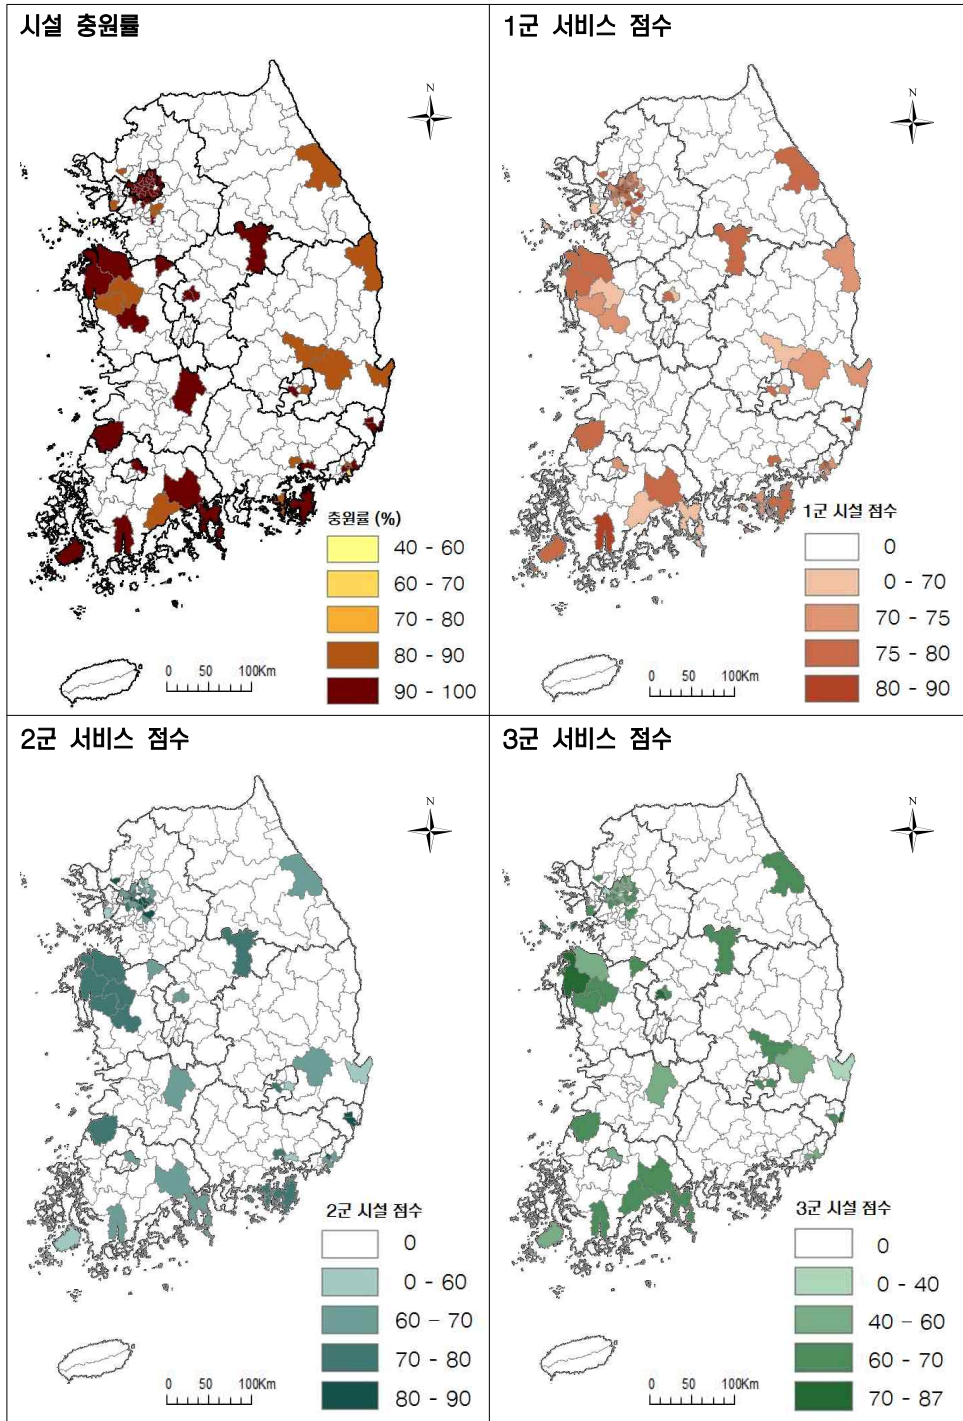 시설 충원률
N
충원률 (%)
40 - 60
60 - 70
70 - 80
80 - 90
90 - 100
0 50 100Km
1군 서비스 점수
N
1군 시설 점수
0
0 - 70
70 - 75
75 - 80
80 - 90
0 50 100Km
2군 서비스 점수
N
2군 시설 점수
0
0 - 60
60 - 70
70 - 80
80 - 90
0 50 100Km
3군 서비스 점수
N
3군 시설 점수
0
0 - 40
40 - 60
60 - 70
70 - 87
0 50 100Km